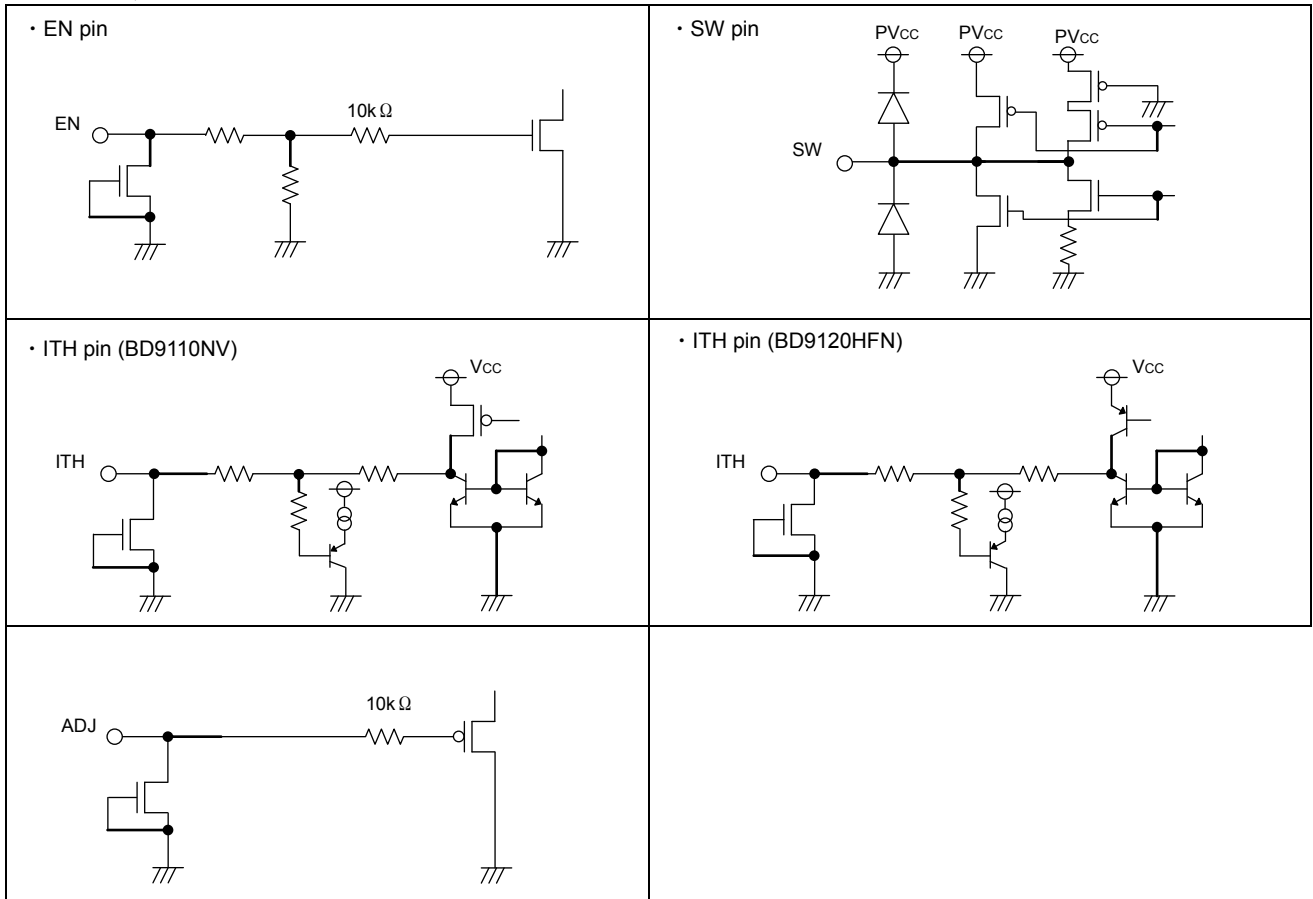 ・EN pin
EN
10kΩ
・SW pin
PVcc PVcc PVcc
SW
・ITH pin (BD9110NV)
Vcc
ITH
・ITH pin (BD9120HFN)
Vcc
ITH
ADJ
10kΩ